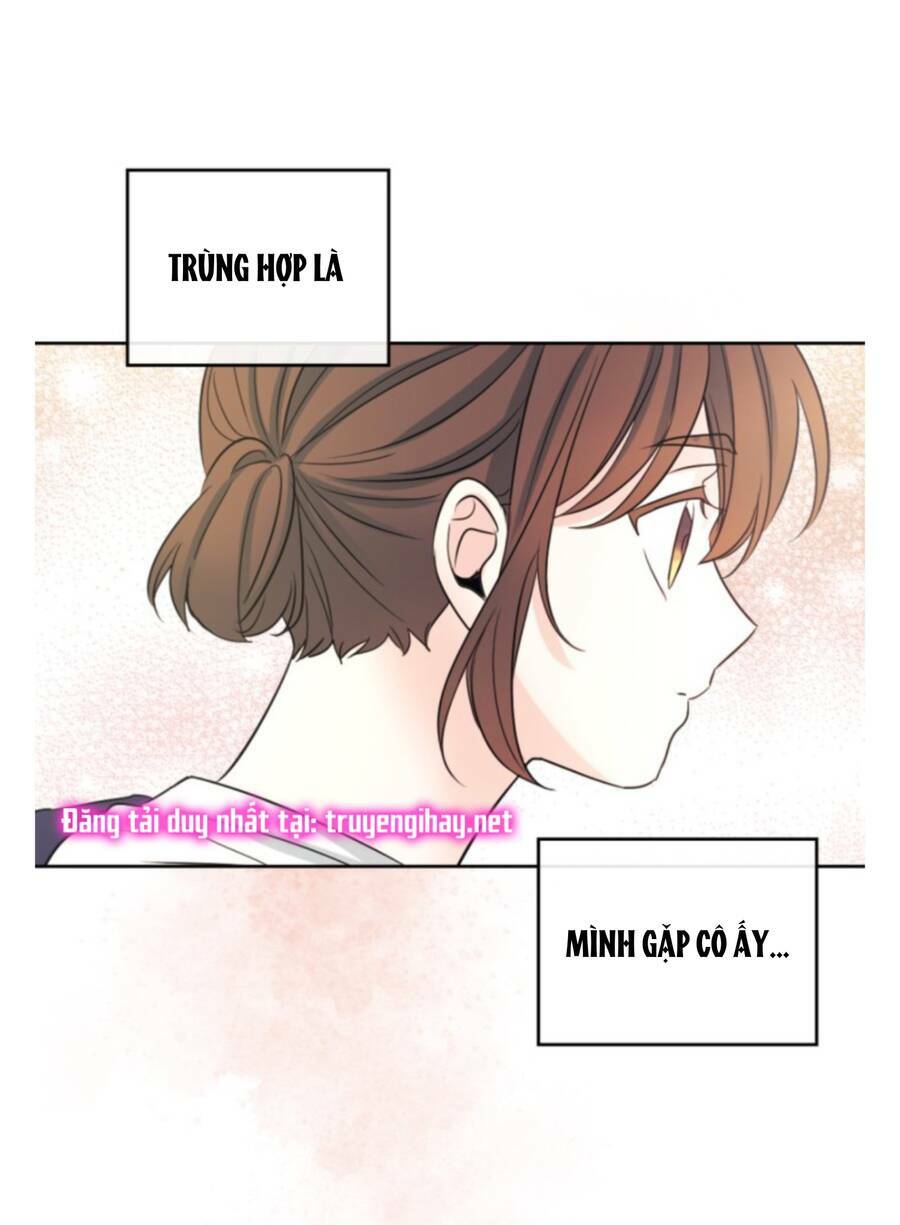 TRÙNG HỢP LÀ
Đăng tải duy nhất tại: truyengihay.net
MÌNH GẶP CÔ ẤY...